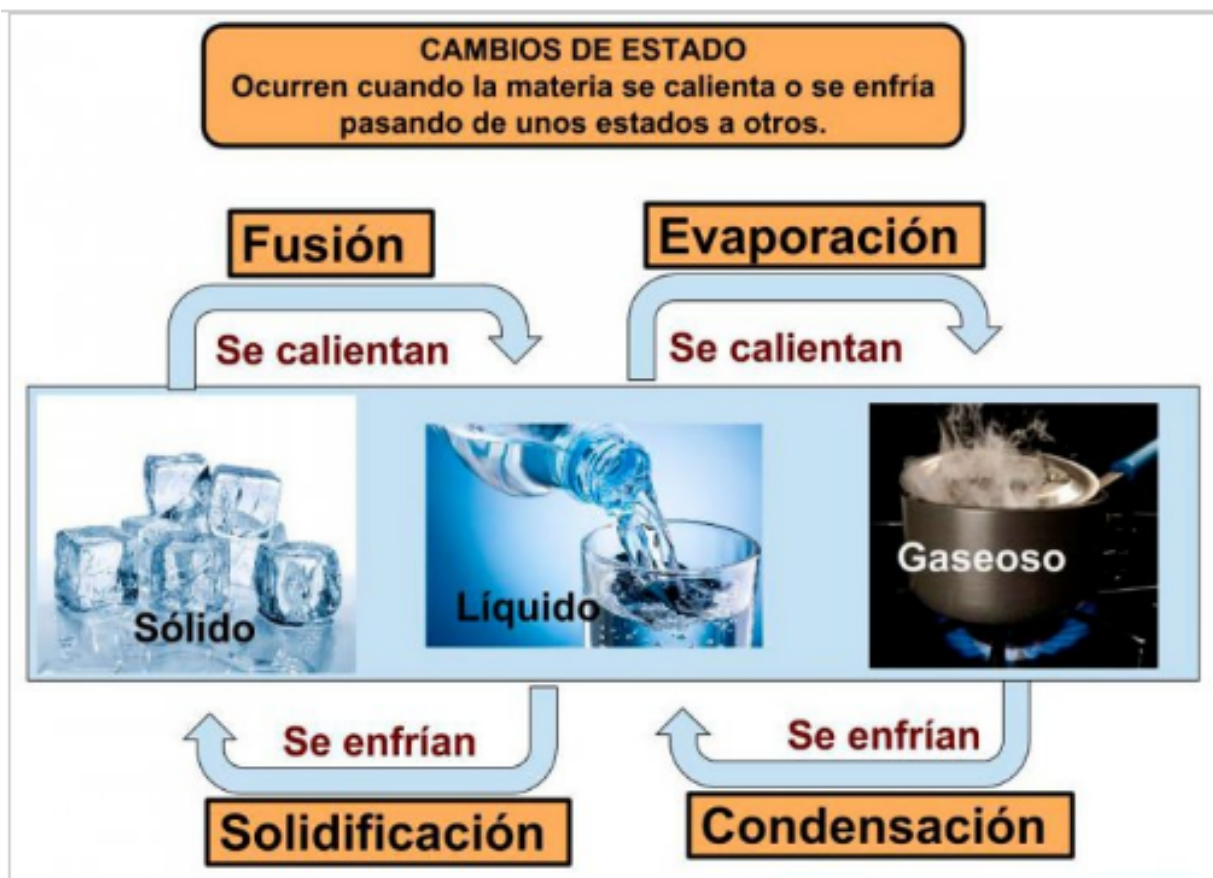 CAMBIOS DE ESTADO
Ocurren cuando la materia se calienta o se enfría
pasando de unos estados a otros.
Fusión
Evaporación
Se calientan
Se calientan
Sólido
Líquido
Gaseoso
Se enfrían
Se enfrían
Solidificación
Condensación